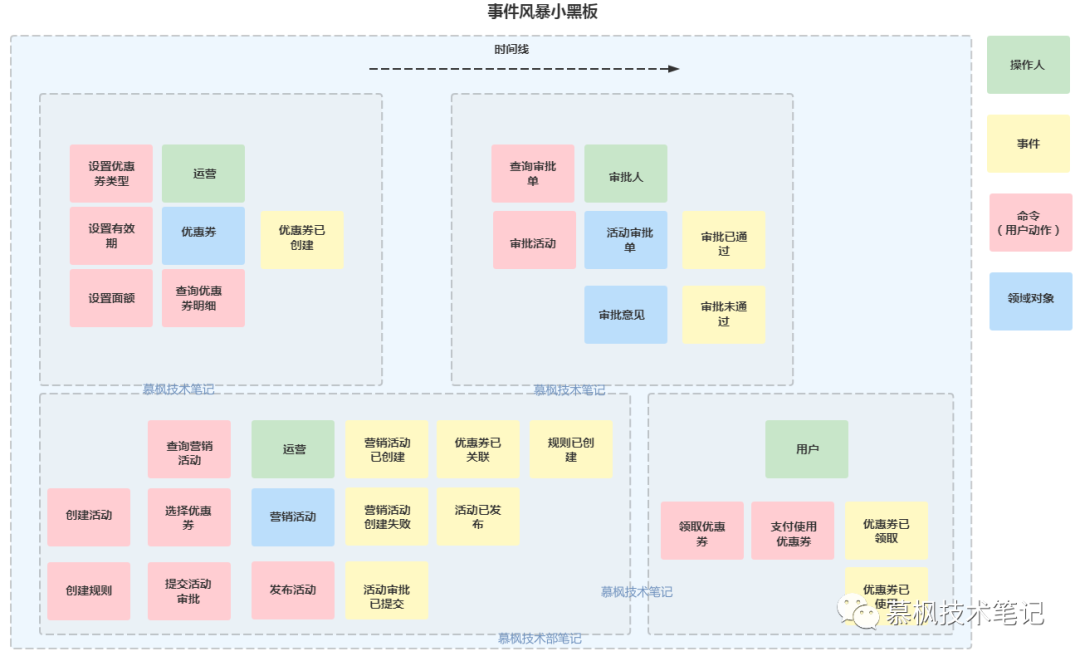 事件风暴小黑板
时间线
操作人
事件
命令
（用户动作）
领域对象
设置优惠
券类型
运营
设置有效
期
优惠券
优惠券已
创建
设置面额
查询优惠
券明细
慕枫技术笔记
查询审批
单
审批人
审批活动
活动审批
单
审批已通
过
审批意见
审批未通
过
慕枫技术笔记
查询营销
活动
运营
营销活动
已创建
优惠券已
关联
规则已创
建
创建活动
选择优惠
券
营销活动
营销活动
创建失败
活动已发
布
创建规则
提交活动
审批
发布活动
活动审批
已提交
慕枫技术部笔记
用户
领取优惠
券
支付使用
优惠券
优惠券已
领取
优惠券已
使用
慕枫技术笔记
慕枫技术笔记